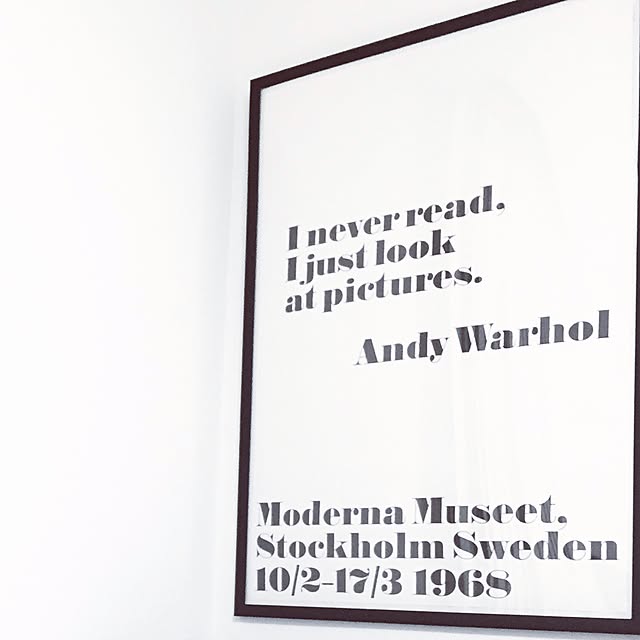 I never read,
I just look
at pictures.
Andy Warhol
Moderna Museet,
Stockholm Sweden
10/2-17/3 1968